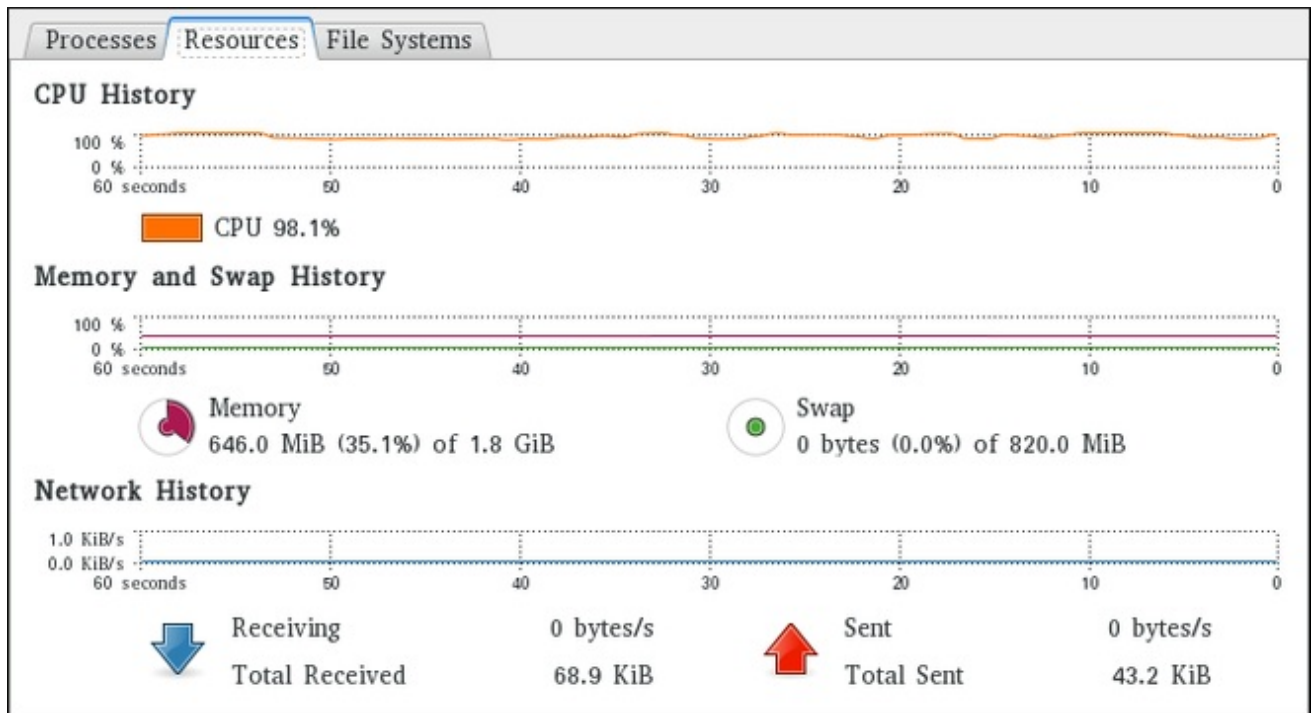 Processes Resources File Systems
CPU History
100 %
0 %
60 seconds 50 40 30 20 10 0
CPU 98.1%
Memory and Swap History
100 %
0 %
60 seconds 50 40 30 20 10 0
Memory Swap
646.0 MiB (35.1%) of 1.8 GiB 0 bytes (0.0%) of 820.0 MiB
Network History
1.0 KiB/s
0.0 KiB/s
60 seconds 50 40 30 20 10 0
Receiving 0 bytes/s Sent 0 bytes/s
Total Received 68.9 KiB Total Sent 43.2 KiB